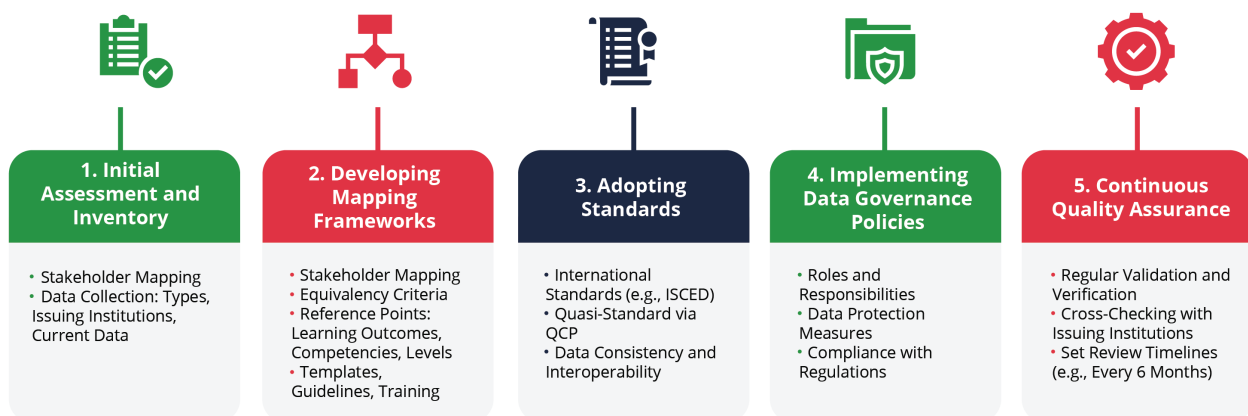 1. Initial
Assessment and
Inventory
• Stakeholder Mapping
• Data Collection: Types,
Issuing Institutions,
Current Data
2. Developing
Mapping
Frameworks
• Stakeholder Mapping
• Equivalency Criteria
• Reference Points:
Learning Outcomes,
Competencies, Levels
• Templates,
Guidelines, Training
3. Adopting
Standards
• International
Standards (e.g., ISCED)
• Quasi-Standard via
QCP
• Data Consistency and
Interoperability
4. Implementing
Data Governance
Policies
• Roles and
Responsibilities
• Data Protection
Measures
• Compliance with
Regulations
5. Continuous
Quality Assurance
• Regular Validation and
Verification
• Cross-Checking with
Issuing Institutions
• Set Review Timelines
(e.g., Every 6 Months)